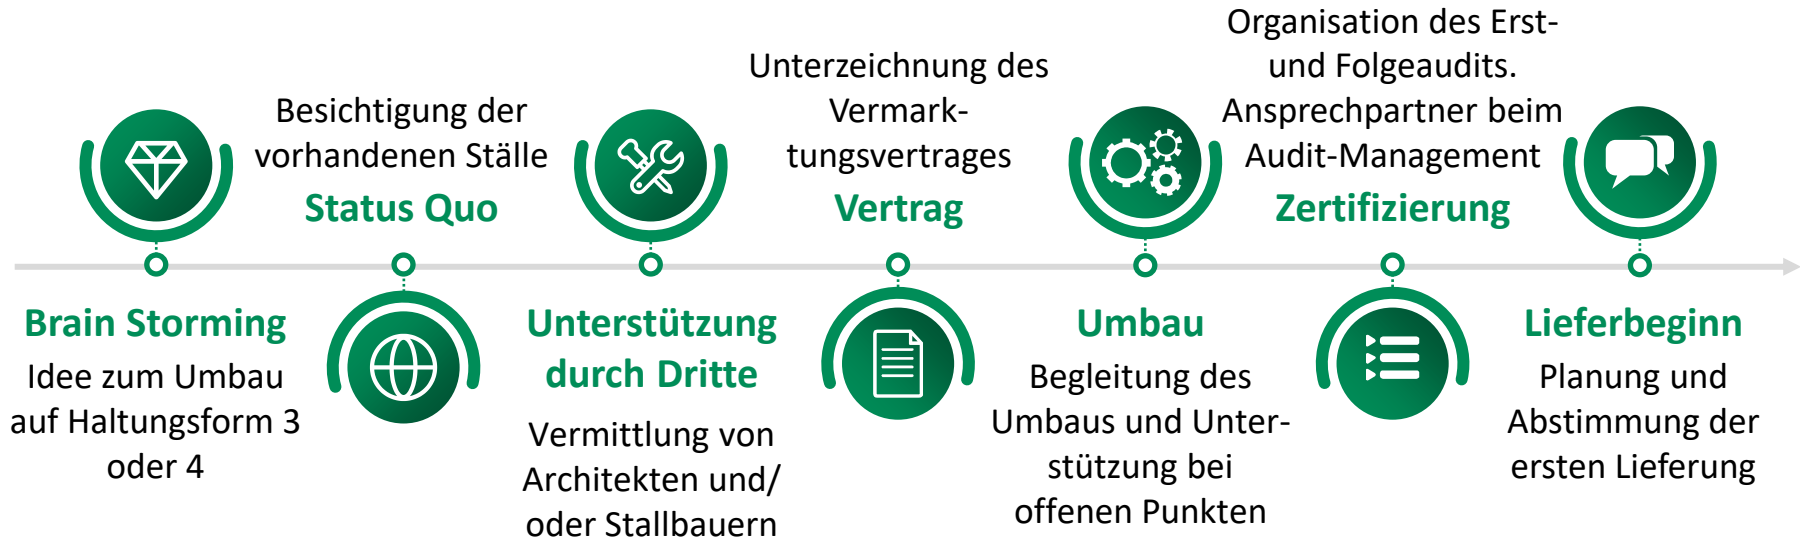 Brain Storming
Idee zum Umbau
auf Haltungsform 3
oder 4
Besichtigung der
vorhandenen Ställe
Status Quo
Unterstützung
durch Dritte
Vermittlung von
Architekten und/
oder Stallbauern
Unterzeichnung des
Vermark-
tungsvertrages
Vertrag
Umbau
Begleitung des
Umbaus und Unter-
stützung bei
offenen Punkten
Organisation des Erst-
und Folgeaudits.
Ansprechpartner beim
Audit-Management
Zertifizierung
Lieferbeginn
Planung und
Abstimmung der
ersten Lieferung